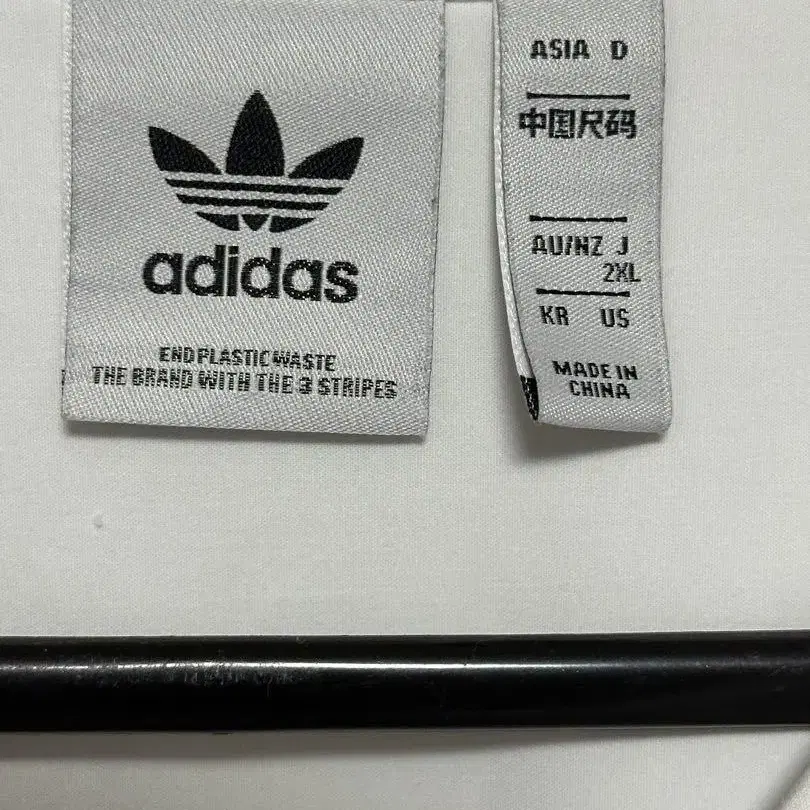 adidas
END PLASTIC WASTE
THE BRAND WITH THE 3 STRIPES
ASIA D
中国尺码
AU/NZ J
2XL
KR US
MADE IN
CHINA